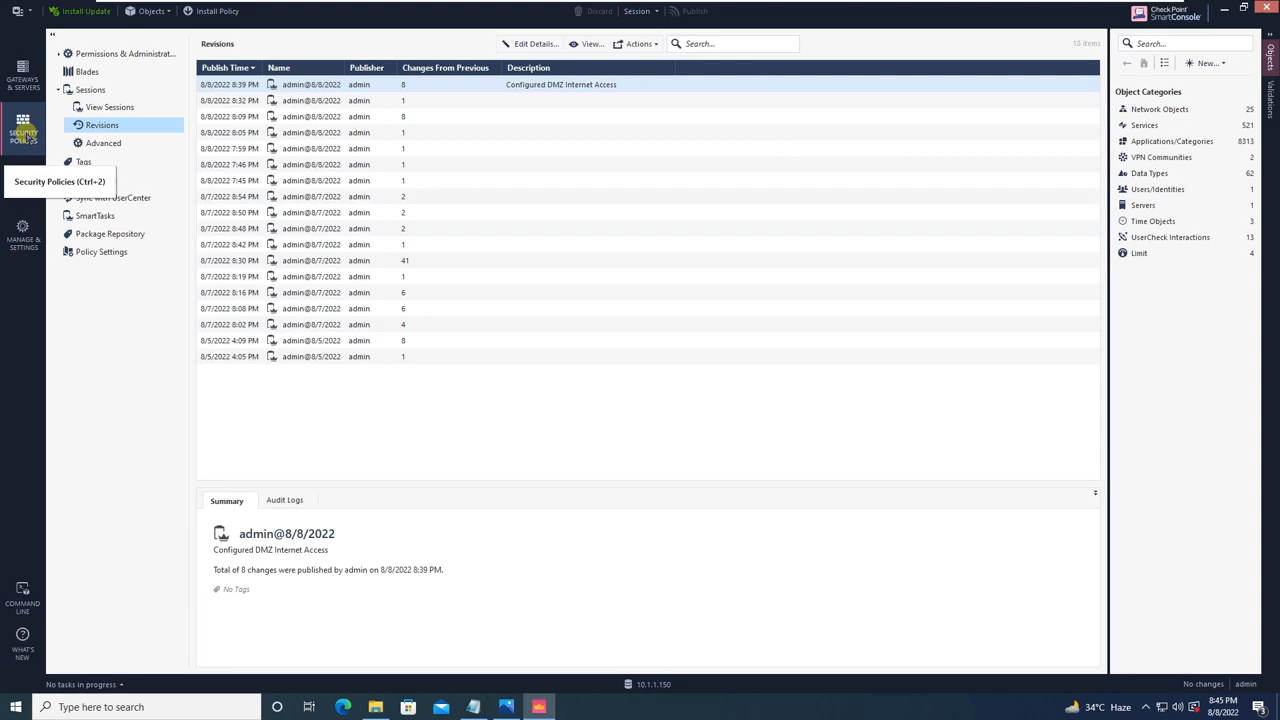 Install Update
Objects
Install Policy
Discard
Session
Publish
Check Point
SmartConsole
GATEWAYS
& SERVERS
SECURITY
POLICIES
Security Policies (Ctrl+2)
MANAGE &
SETTINGS
COMMAND
LINE
WHAT'S
NEW
Permissions & Administrat...
Blades
Sessions
View Sessions
Revisions
Advanced
Tags
Sync with UserCenter
SmartTasks
Package Repository
Policy Settings
Revisions
Edit Details...
View...
Actions
Search...
18 items
Publish Time Name Publisher Changes From Previous Description
8/8/2022 8:39 PM admin@8/8/2022 admin 8 Configured DMZ Internet Access
8/8/2022 8:32 PM admin@8/8/2022 admin 1
8/8/2022 8:09 PM admin@8/8/2022 admin 8
8/8/2022 8:05 PM admin@8/8/2022 admin 1
8/8/2022 7:59 PM admin@8/8/2022 admin 1
8/8/2022 7:46 PM admin@8/8/2022 admin 1
8/8/2022 7:45 PM admin@8/8/2022 admin 1
8/7/2022 8:54 PM admin@8/7/2022 admin 2
8/7/2022 8:50 PM admin@8/7/2022 admin 2
8/7/2022 8:48 PM admin@8/7/2022 admin 2
8/7/2022 8:42 PM admin@8/7/2022 admin 1
8/7/2022 8:30 PM admin@8/7/2022 admin 41
8/7/2022 8:19 PM admin@8/7/2022 admin 1
8/7/2022 8:16 PM admin@8/7/2022 admin 6
8/7/2022 8:08 PM admin@8/7/2022 admin 6
8/7/2022 8:02 PM admin@8/7/2022 admin 4
8/5/2022 4:09 PM admin@8/5/2022 admin 8
8/5/2022 4:05 PM admin@8/5/2022 admin 1
Summary
Audit Logs
admin@8/8/2022
Configured DMZ Internet Access
Total of 8 changes were published by admin on 8/8/2022 8:39 PM.
No Tags
Search...
New...
Object Categories
Network Objects 25
Services 521
Applications/Categories 8313
VPN Communities 2
Data Types 62
Users/Identities 1
Servers 1
Time Objects 3
UserCheck Interactions 13
Limit 4
Objects
Validations
No tasks in progress
10.1.1.150
No changes
admin
Type here to search
34°C Haze
8:45 PM
8/8/2022
3